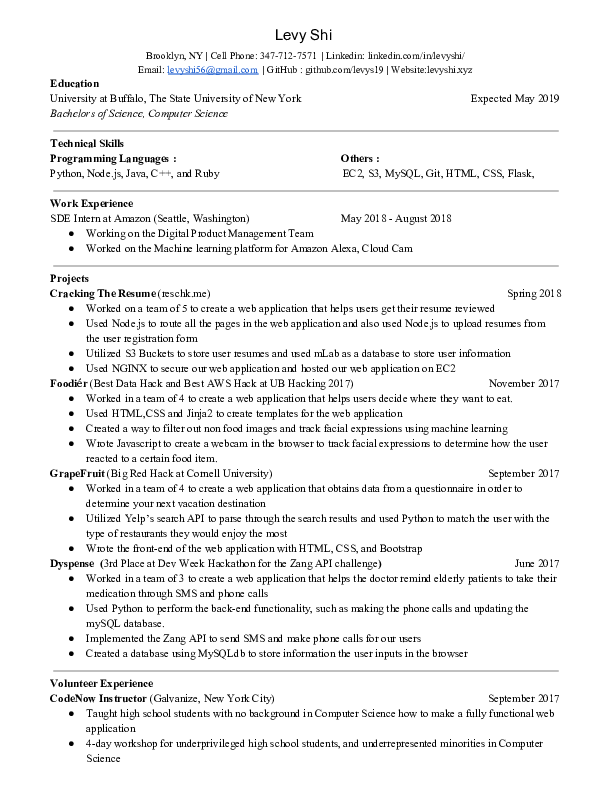 Levy Shi
Brooklyn, NY | Cell Phone: 347-712-7571 | Linkedin: linkedin.com/in/levyshi/
Email: levyshi56@gmail.com | GitHub : github.com/levys19 | Website:levyshi.xyz
Education
University at Buffalo, The State University of New York Expected May 2019
Bachelors of Science, Computer Science
Technical Skills
Programming Languages : Others :
Python, Node.js, Java, C++, and Ruby EC2, S3, MySQL, Git, HTML, CSS, Flask,
Work Experience
SDE Intern at Amazon (Seattle, Washington) May 2018 - August 2018
● Working on the Digital Product Management Team
● Worked on the Machine learning platform for Amazon Alexa, Cloud Cam
Projects
Cracking The Resume (reschk.me) Spring 2018
● Worked on a team of 5 to create a web application that helps users get their resume reviewed
● Used Node.js to route all the pages in the web application and also used Node.js to upload resumes from
the user registration form
● Utilized S3 Buckets to store user resumes and used mLab as a database to store user information
● Used NGINX to secure our web application and hosted our web application on EC2
Foodiér (Best Data Hack and Best AWS Hack at UB Hacking 2017) November 2017
● Worked in a team of 4 to create a web application that helps users decide where they want to eat.
● Used HTML,CSS and Jinja2 to create templates for the web application
● Created a way to filter out non food images and track facial expressions using machine learning
● Wrote Javascript to create a webcam in the browser to track facial expressions to determine how the user
reacted to a certain food item.
GrapeFruit (Big Red Hack at Cornell University) September 2017
● Worked in a team of 4 to create a web application that obtains data from a questionnaire in order to
determine your next vacation destination
● Utilized Yelp's search API to parse through the search results and used Python to match the user with the
type of restaurants they would enjoy the most
● Wrote the front-end of the web application with HTML, CSS, and Bootstrap
Dyspense (3rd Place at Dev Week Hackathon for the Zang API challenge) June 2017
● Worked in a team of 3 to create a web application that helps the doctor remind elderly patients to take their
medication through SMS and phone calls
● Used Python to perform the back-end functionality, such as making the phone calls and updating the
mySQL database.
● Implemented the Zang API to send SMS and make phone calls for our users
● Created a database using MySQLdb to store information the user inputs in the browser
Volunteer Experience
CodeNow Instructor (Galvanize, New York City) September 2017
● Taught high school students with no background in Computer Science how to make a fully functional web
application
● 4-day workshop for underprivileged high school students, and underrepresented minorities in Computer
Science